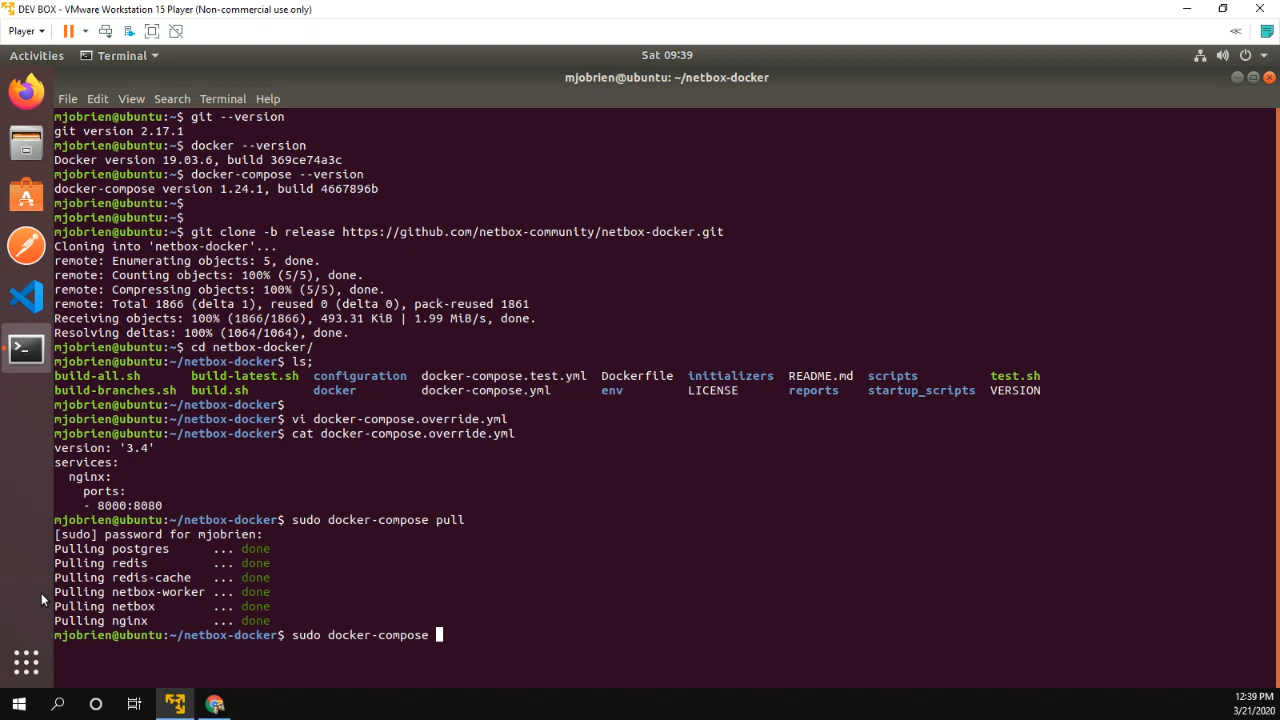 DEV BOX - VMware Workstation 15 Player (Non-commercial use only)
Player
Activities Terminal Sat 09:39
mjobrien@ubuntu: ~/netbox-docker
File Edit View Search Terminal Help
mjobrien@ubuntu:~$ git --version
git version 2.17.1
mjobrien@ubuntu:~$ docker --version
Docker version 19.03.6, build 369ce74a3c
mjobrien@ubuntu:~$ docker-compose --version
docker-compose version 1.24.1, build 4667896b
mjobrien@ubuntu:~$
mjobrien@ubuntu:~$
mjobrien@ubuntu:~$ git clone -b release https://github.com/netbox-community/netbox-docker.git
Cloning into 'netbox-docker'...
remote: Enumerating objects: 5, done.
remote: Counting objects: 100% (5/5), done.
remote: Compressing objects: 100% (5/5), done.
remote: Total 1866 (delta 1), reused 0 (delta 0), pack-reused 1861
Receiving objects: 100% (1866/1866), 493.31 KiB | 1.99 MiB/s, done.
Resolving deltas: 100% (1064/1064), done.
mjobrien@ubuntu:~$ cd netbox-docker/
mjobrien@ubuntu:~/netbox-docker$ ls;
build-all.sh build-latest.sh configuration docker-compose.test.yml Dockerfile initializers README.md scripts test.sh
build-branches.sh build.sh docker docker-compose.yml env LICENSE reports startup_scripts VERSION
mjobrien@ubuntu:~/netbox-docker$
mjobrien@ubuntu:~/netbox-docker$ vi docker-compose.override.yml
mjobrien@ubuntu:~/netbox-docker$ cat docker-compose.override.yml
version: '3.4'
services:
nginx:
ports:
- 8000:8080
mjobrien@ubuntu:~/netbox-docker$ sudo docker-compose pull
[sudo] password for mjobrien:
Pulling postgres ... done
Pulling redis ... done
Pulling redis-cache ... done
Pulling netbox-worker ... done
Pulling netbox ... done
Pulling nginx ... done
mjobrien@ubuntu:~/netbox-docker$ sudo docker-compose
12:39 PM
3/21/2020